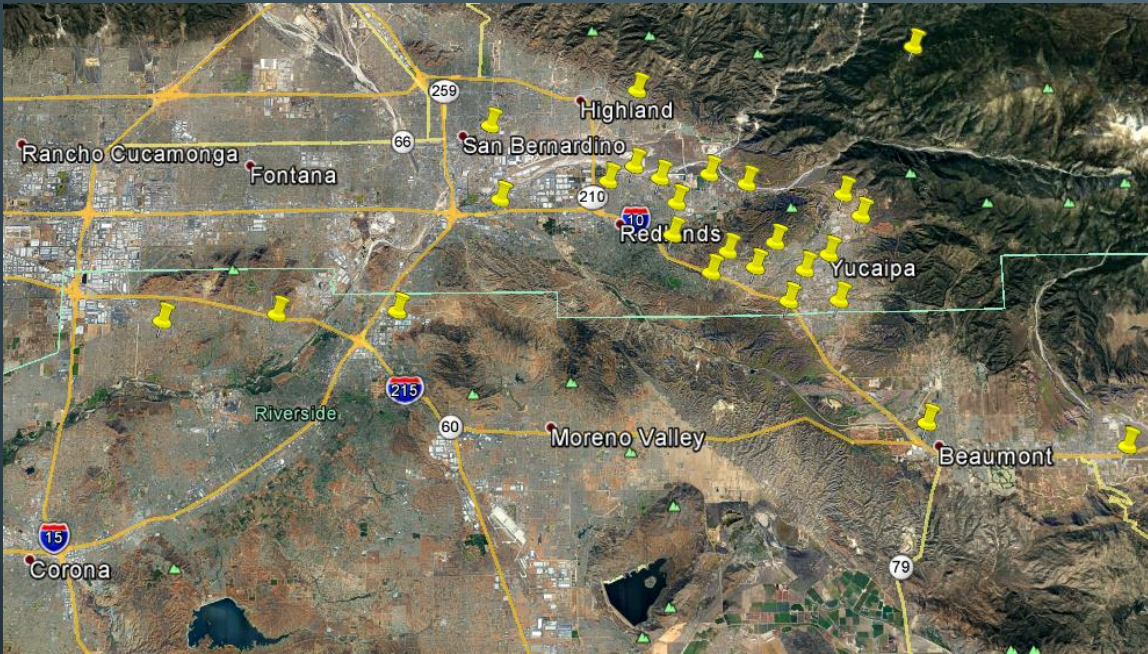 259
Highland
66
San Bernardino
Rancho Cucamonga
Fontana
210
10
Redlands
Yucaipa
215
Riverside
60
Moreno Valley
Beaumont
15
Corona
79